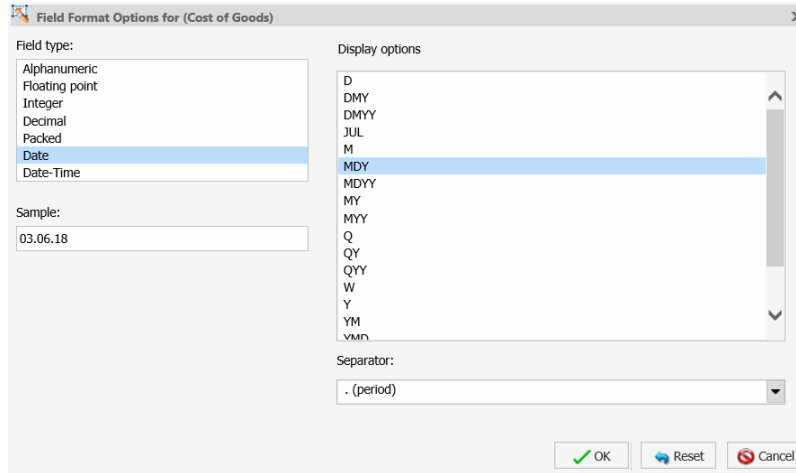 Field Format Options for (Cost of Goods)
Field type:
Alphanumeric
Floating point
Integer
Decimal
Packed
Date
Date-Time
Sample:
03.06.18
Display options
D
DMY
DMYY
JUL
M
MDY
MDYY
MY
MYY
Q
QY
QYY
W
Y
YM
YMD
Separator:
. (period)
OK
Reset
Cancel